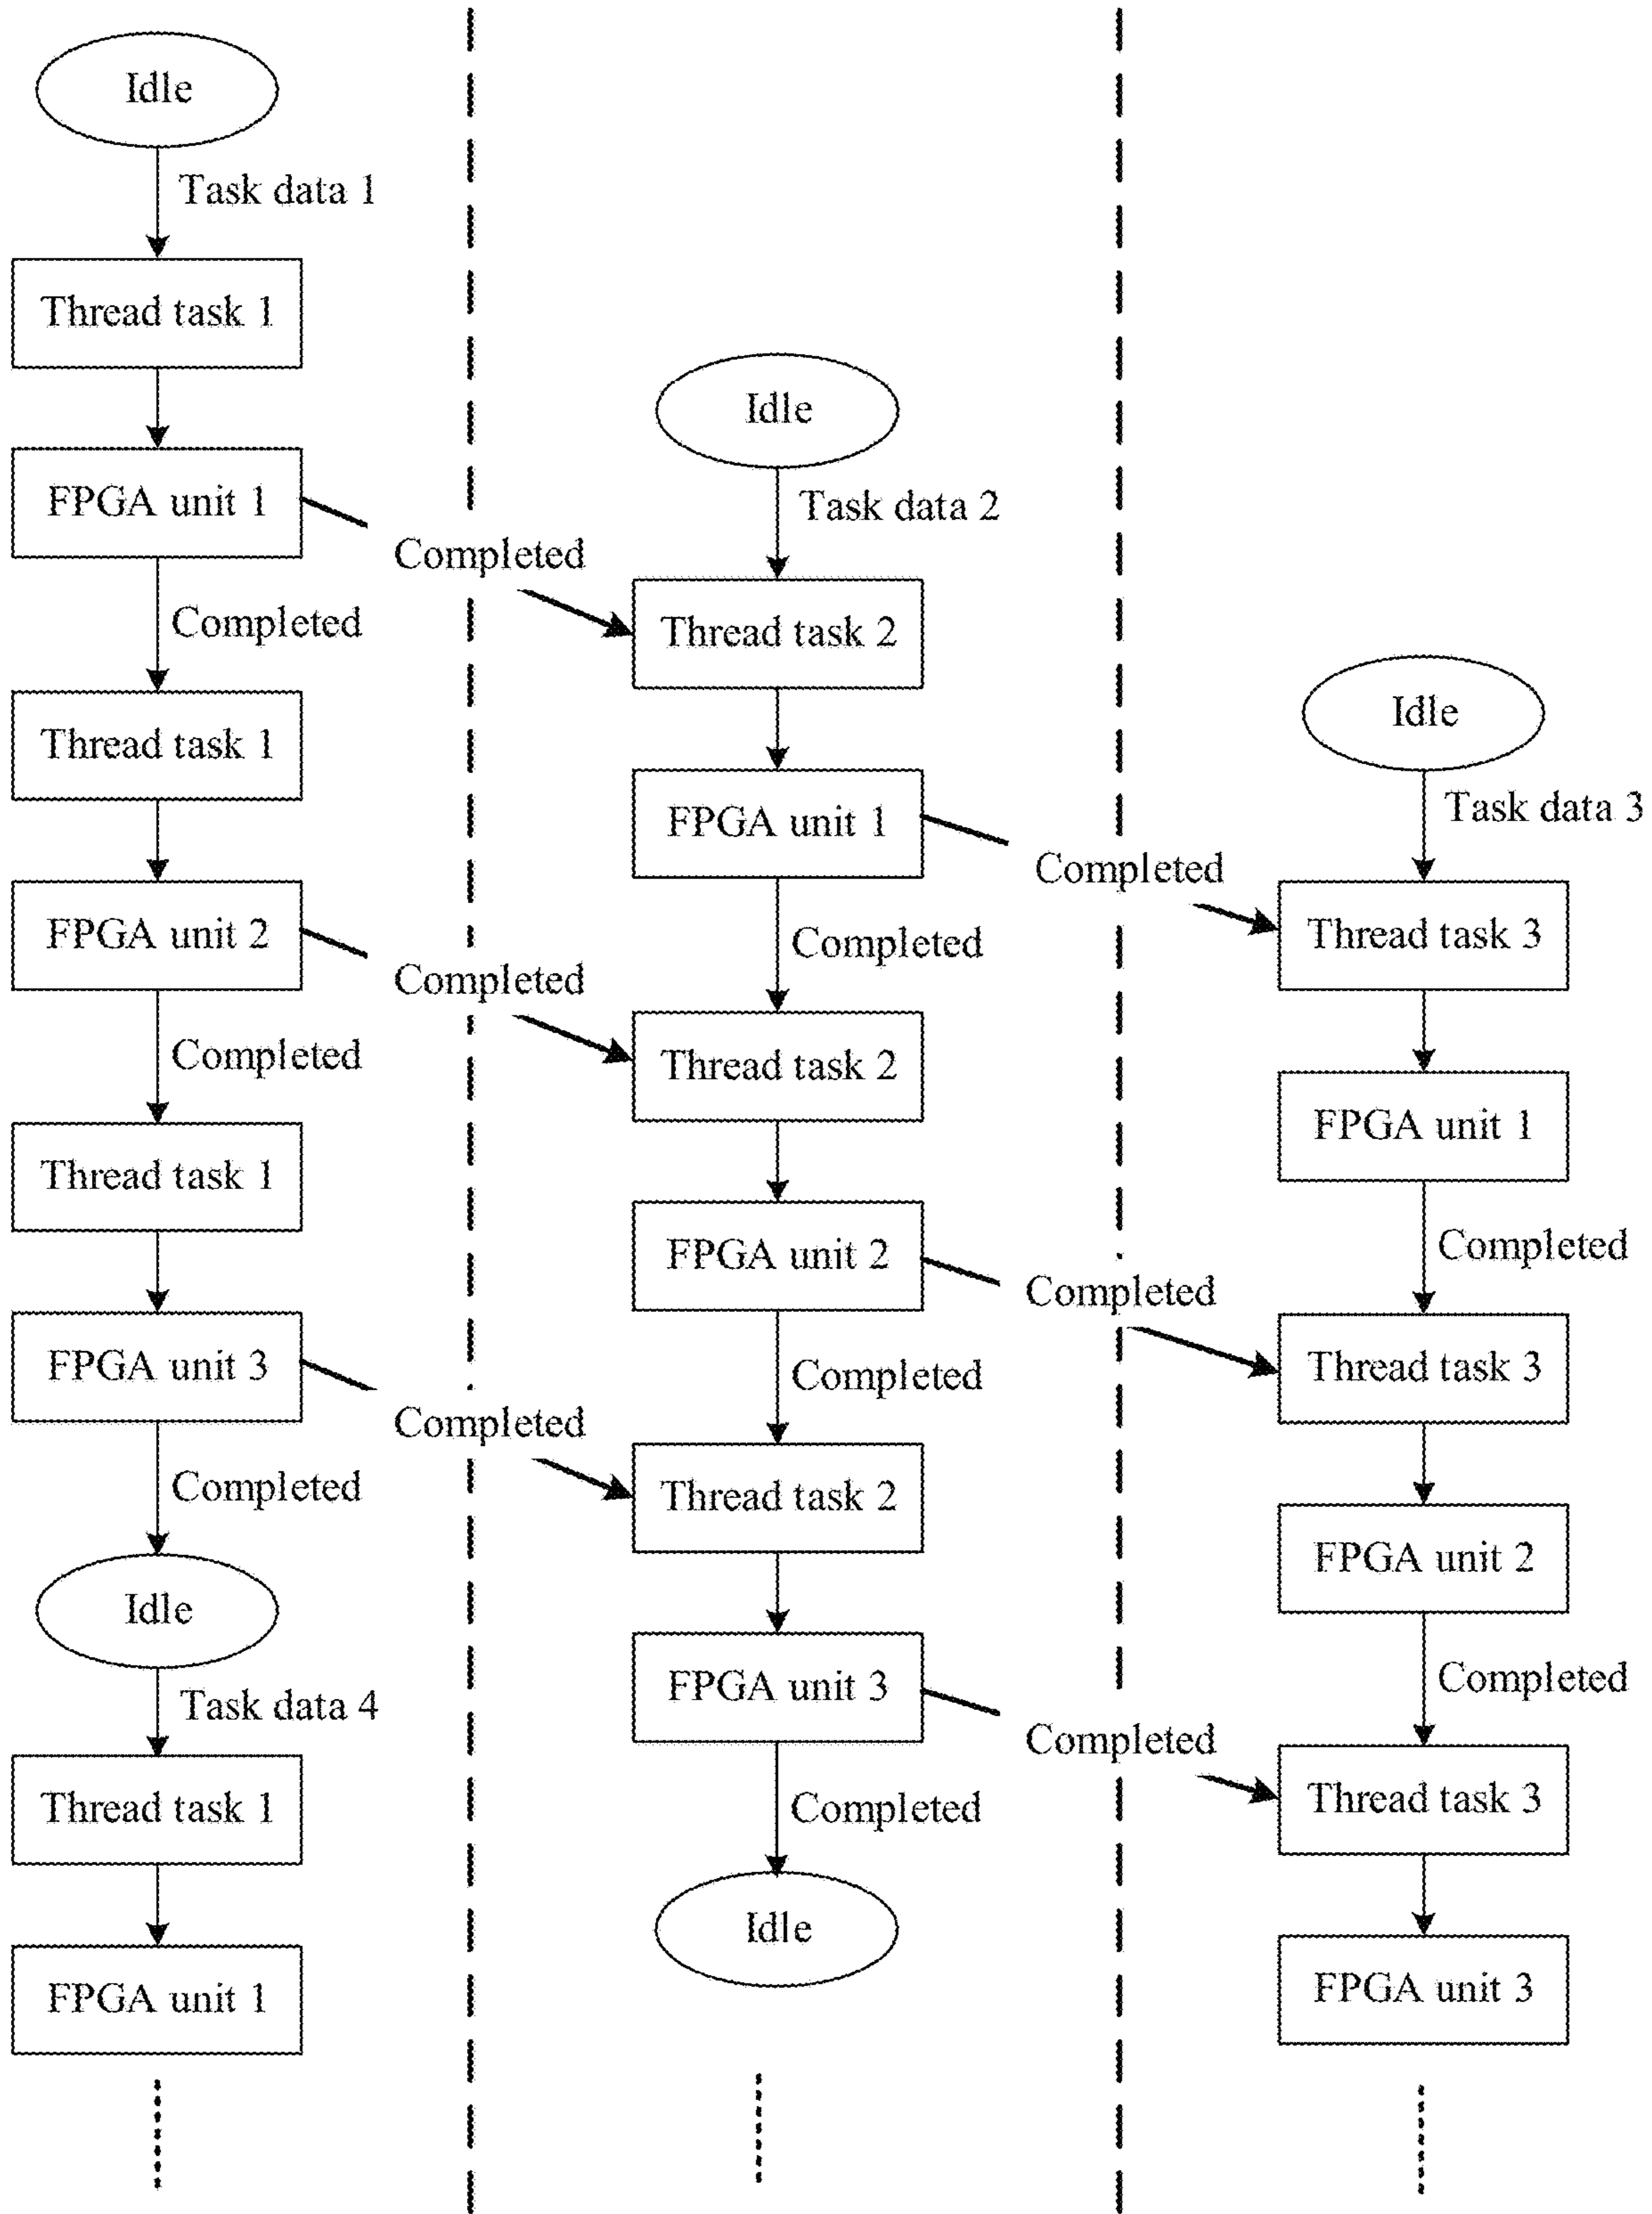 Idle
Task data 1
Thread task 1
FPGA unit 1
Completed
Completed
Thread task 1
FPGA unit 2
Completed
Completed
Thread task 1
FPGA unit 3
Completed
Completed
Idle
Task data 4
Thread task 1
FPGA unit 1
Idle
Task data 2
Thread task 2
FPGA unit 1
Completed
Completed
Thread task 2
FPGA unit 2
Completed
Completed
Thread task 2
FPGA unit 3
Completed
Completed
Idle
Idle
Task data 3
Thread task 3
FPGA unit 1
Completed
Thread task 3
FPGA unit 2
Completed
Thread task 3
FPGA unit 3